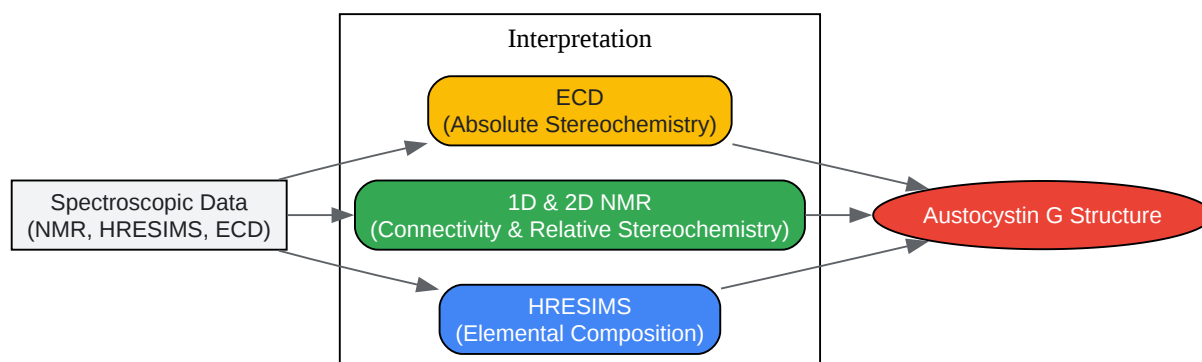 Interpretation
ECD
(Absolute Stereochemistry)
Spectroscopic Data
(NMR, HRESIMS, ECD)
1D & 2D NMR
(Connectivity & Relative Stereochemistry)
Austocystin G Structure
HRESIMS
(Elemental Composition)